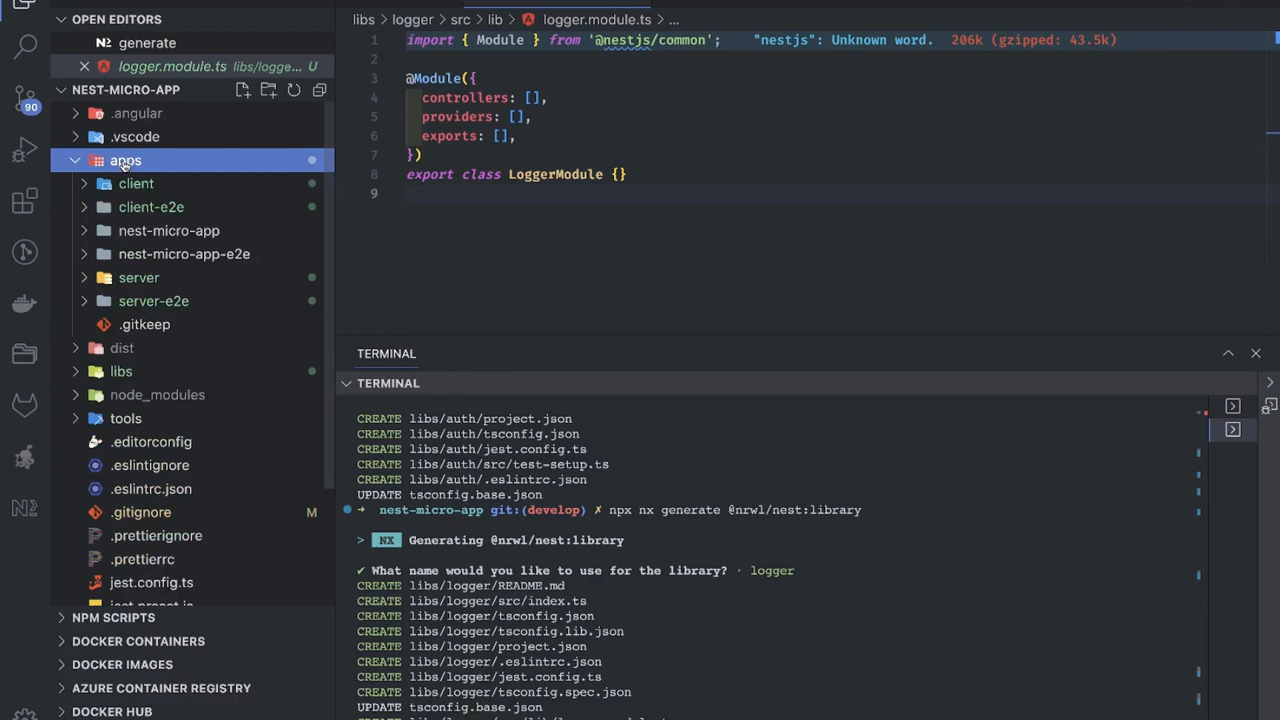 OPEN EDITORS
generate
logger.module.ts libs/logge... U
NEST-MICRO-APP
.angular
.vscode
apps
client
client-e2e
nest-micro-app
nest-micro-app-e2e
server
server-e2e
.gitkeep
dist
libs
node_modules
tools
.editorconfig
.eslintignore
.eslintrc.json
.gitignore M
.prettierignore
.prettierrc
jest.config.ts
jest.preset.js
NPM SCRIPTS
DOCKER CONTAINERS
DOCKER IMAGES
AZURE CONTAINER REGISTRY
DOCKER HUB
90
libs > logger > src > lib > logger.module.ts > ...
1 import { Module } from '@nestjs/common'; "nestjs": Unknown word. 206k (gzipped: 43.5k)
2
3 @Module({
4 controllers: [],
5 providers: [],
6 exports: [],
7 })
8 export class LoggerModule {}
9
TERMINAL
TERMINAL
CREATE libs/auth/project.json
CREATE libs/auth/tsconfig.json
CREATE libs/auth/jest.config.ts
CREATE libs/auth/src/test-setup.ts
CREATE libs/auth/.eslintrc.json
UPDATE tsconfig.base.json
➜ nest-micro-app git:(develop) ✗ npx nx generate @nrwl/nest:library
> NX Generating @nrwl/nest:library
✔ What name would you like to use for the library? · logger
CREATE libs/logger/README.md
CREATE libs/logger/src/index.ts
CREATE libs/logger/tsconfig.json
CREATE libs/logger/tsconfig.lib.json
CREATE libs/logger/project.json
CREATE libs/logger/.eslintrc.json
CREATE libs/logger/jest.config.ts
CREATE libs/logger/tsconfig.spec.json
UPDATE tsconfig.base.json